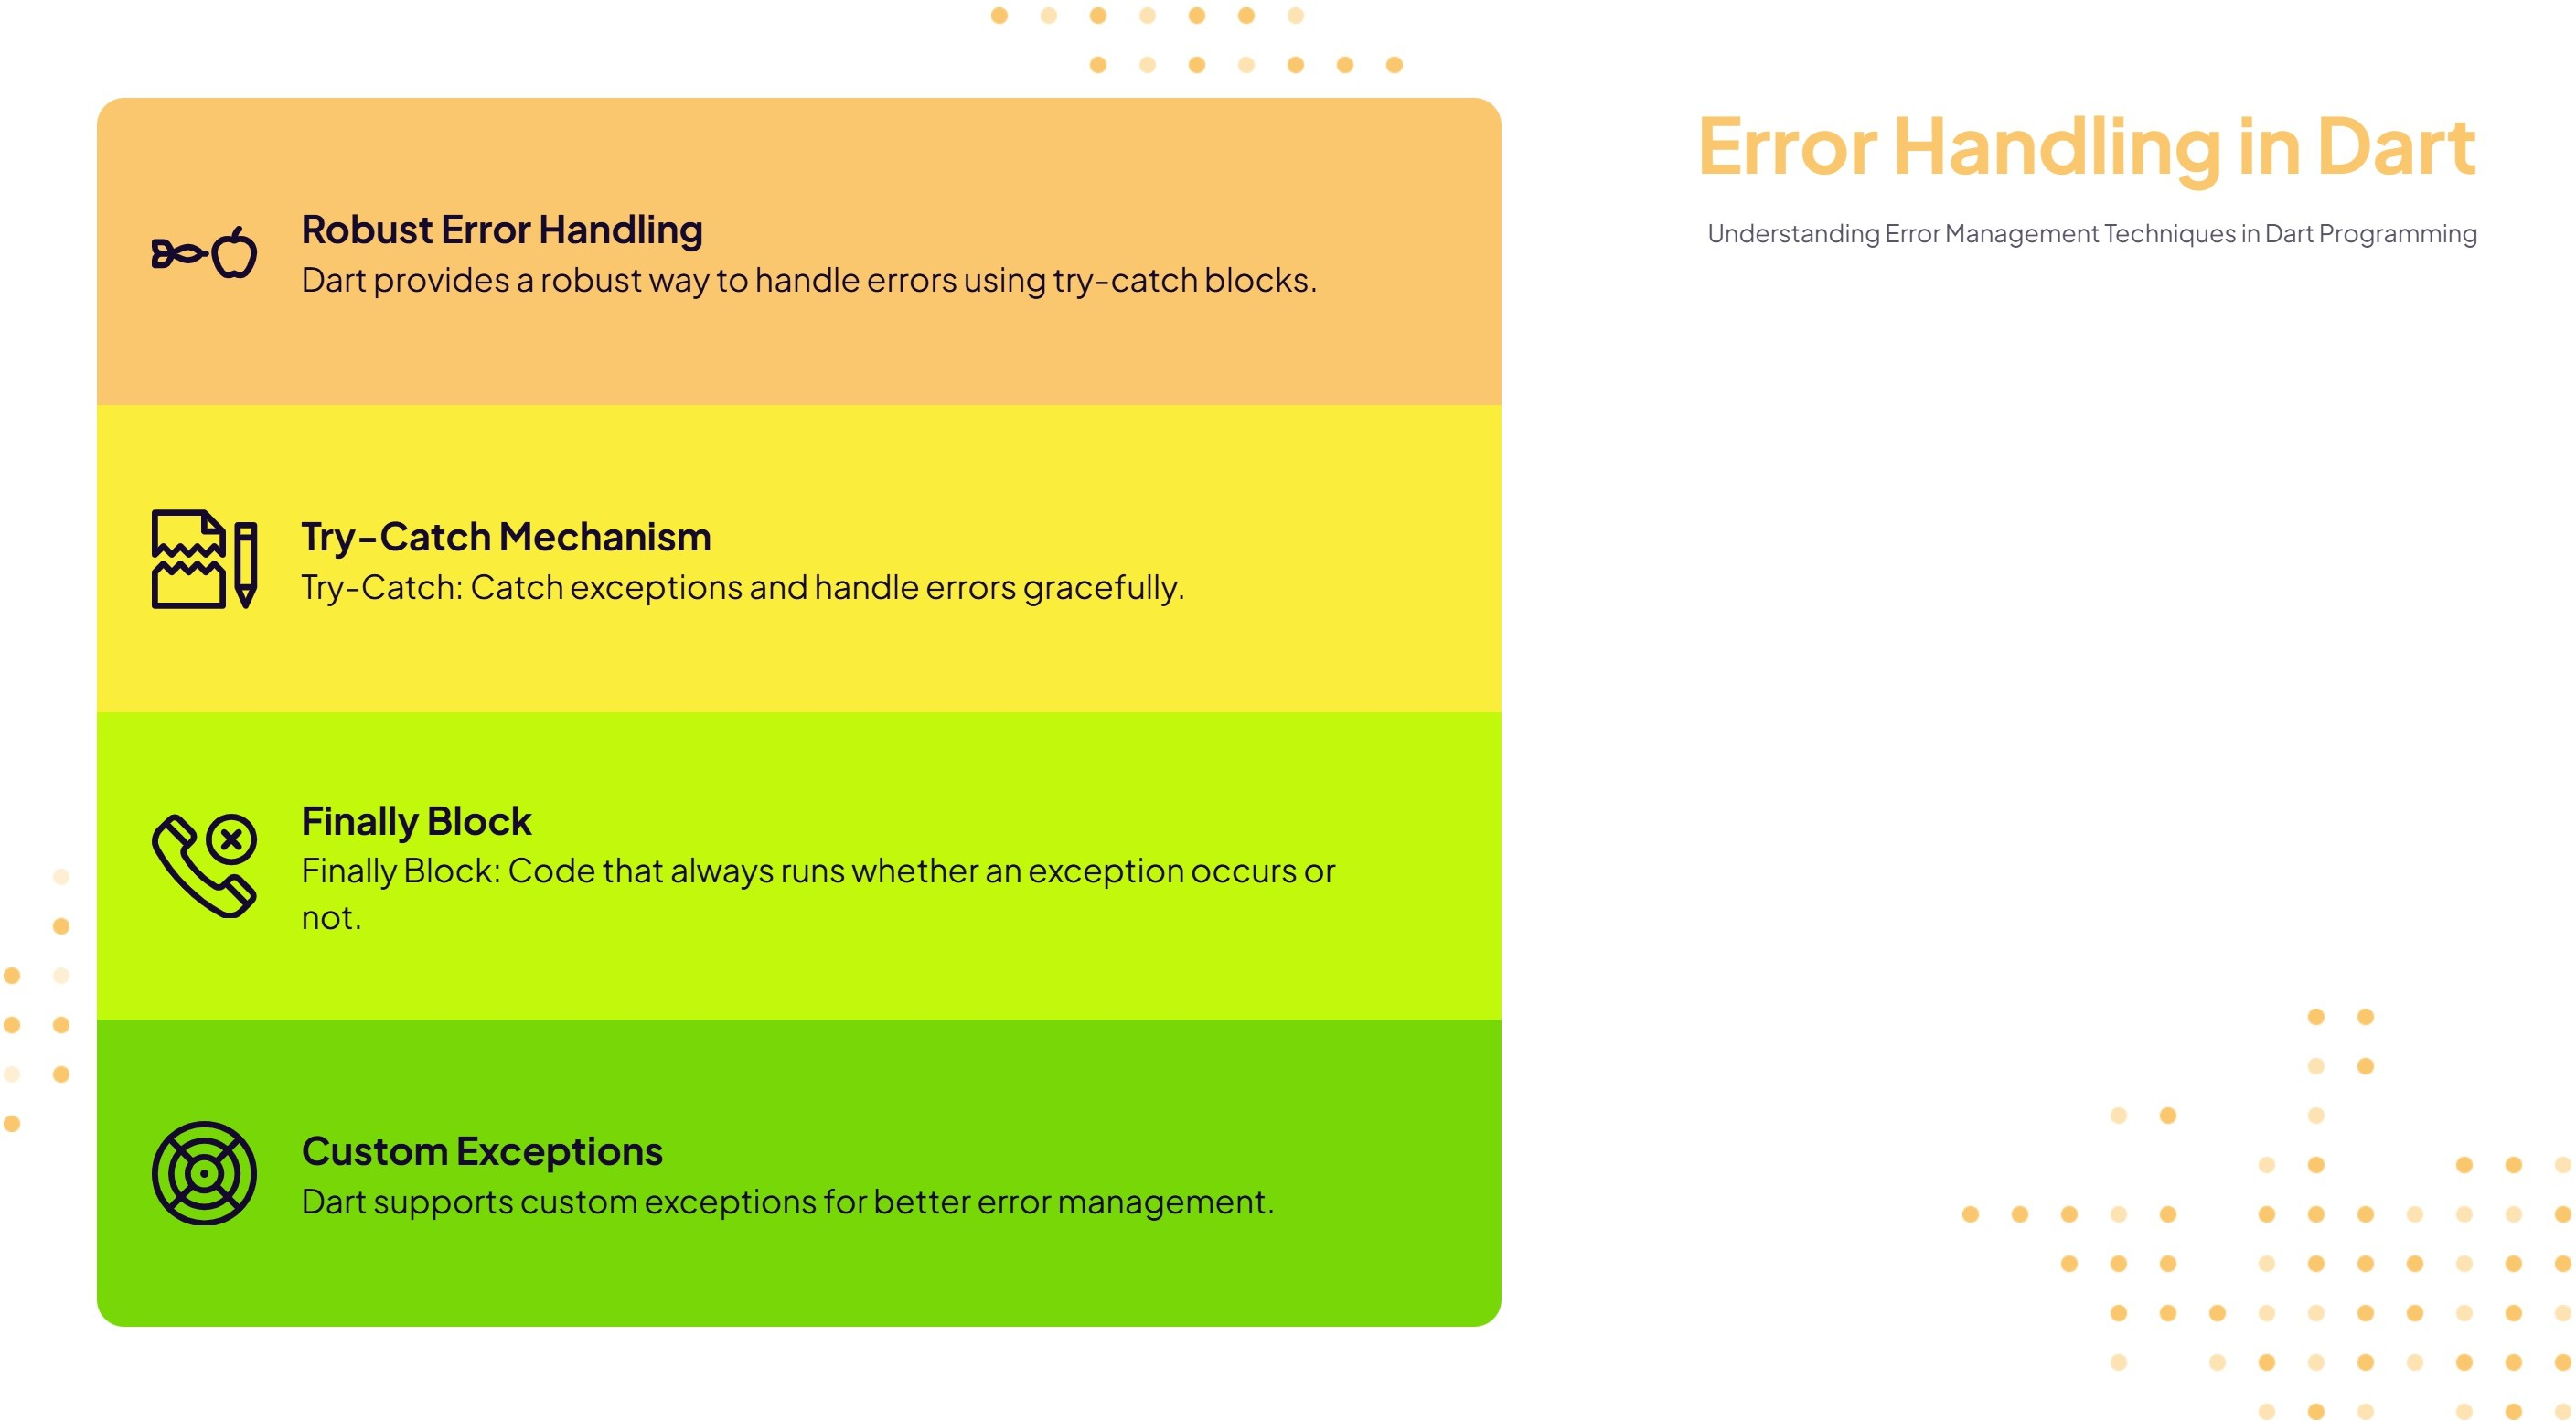 Error Handling in Dart
Understanding Error Management Techniques in Dart Programming
Robust Error Handling
Dart provides a robust way to handle errors using try-catch blocks.
Try-Catch Mechanism
Try-Catch: Catch exceptions and handle errors gracefully.
Finally Block
Finally Block: Code that always runs whether an exception occurs or
not.
Custom Exceptions
Dart supports custom exceptions for better error management.